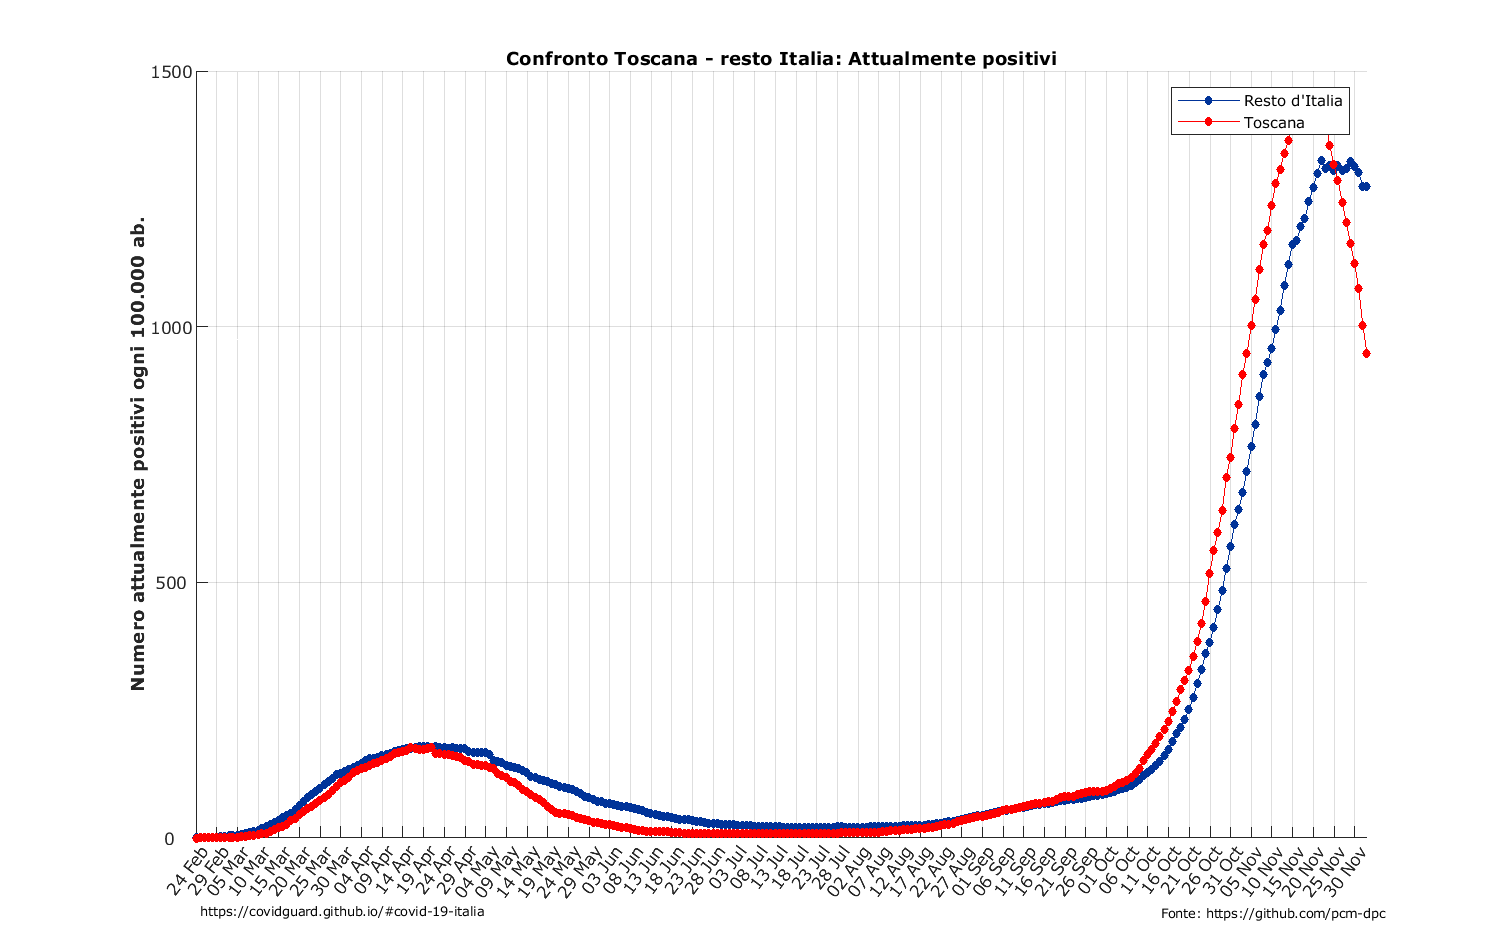 Confronto Toscana - resto Italia: Attualmente positivi
Resto d'Italia
Toscana
Numero attualmente positivi ogni 100.000 ab.
1500
1000
500
0
24 Feb
29 Feb
05 Mar
10 Mar
15 Mar
20 Mar
25 Mar
30 Mar
04 Apr
09 Apr
14 Apr
19 Apr
24 Apr
29 Apr
04 May
09 May
14 May
19 May
24 May
29 May
03 Jun
08 Jun
13 Jun
18 Jun
23 Jun
28 Jun
03 Jul
08 Jul
13 Jul
18 Jul
23 Jul
28 Jul
02 Aug
07 Aug
12 Aug
17 Aug
22 Aug
27 Aug
01 Sep
06 Sep
11 Sep
16 Sep
21 Sep
26 Sep
01 Oct
06 Oct
11 Oct
16 Oct
21 Oct
26 Oct
31 Oct
05 Nov
10 Nov
15 Nov
20 Nov
25 Nov
30 Nov
https://covidguard.github.io/#covid-19-italia
Fonte: https://github.com/pcm-dpc